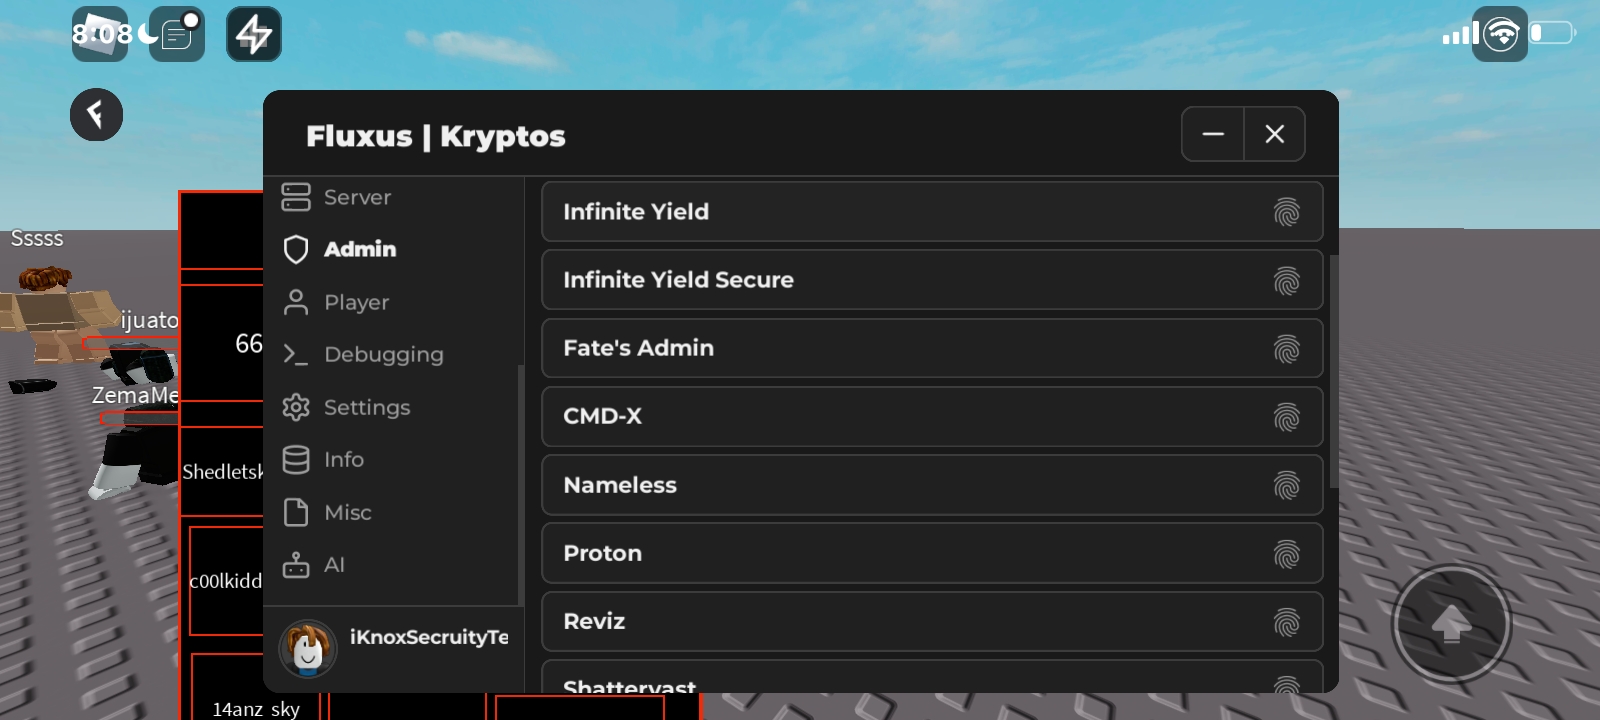 8:08
Fluxus | Kryptos
Server
Admin
Player
Debugging
Settings
Info
Misc
AI
iKnoxSecruityTe
Infinite Yield
Infinite Yield Secure
Fate's Admin
CMD-X
Nameless
Proton
Reviz
Shattervast
Sssss
ijuato
66
ZemaMe
Shedletsk
c00lkidd
14anz sky